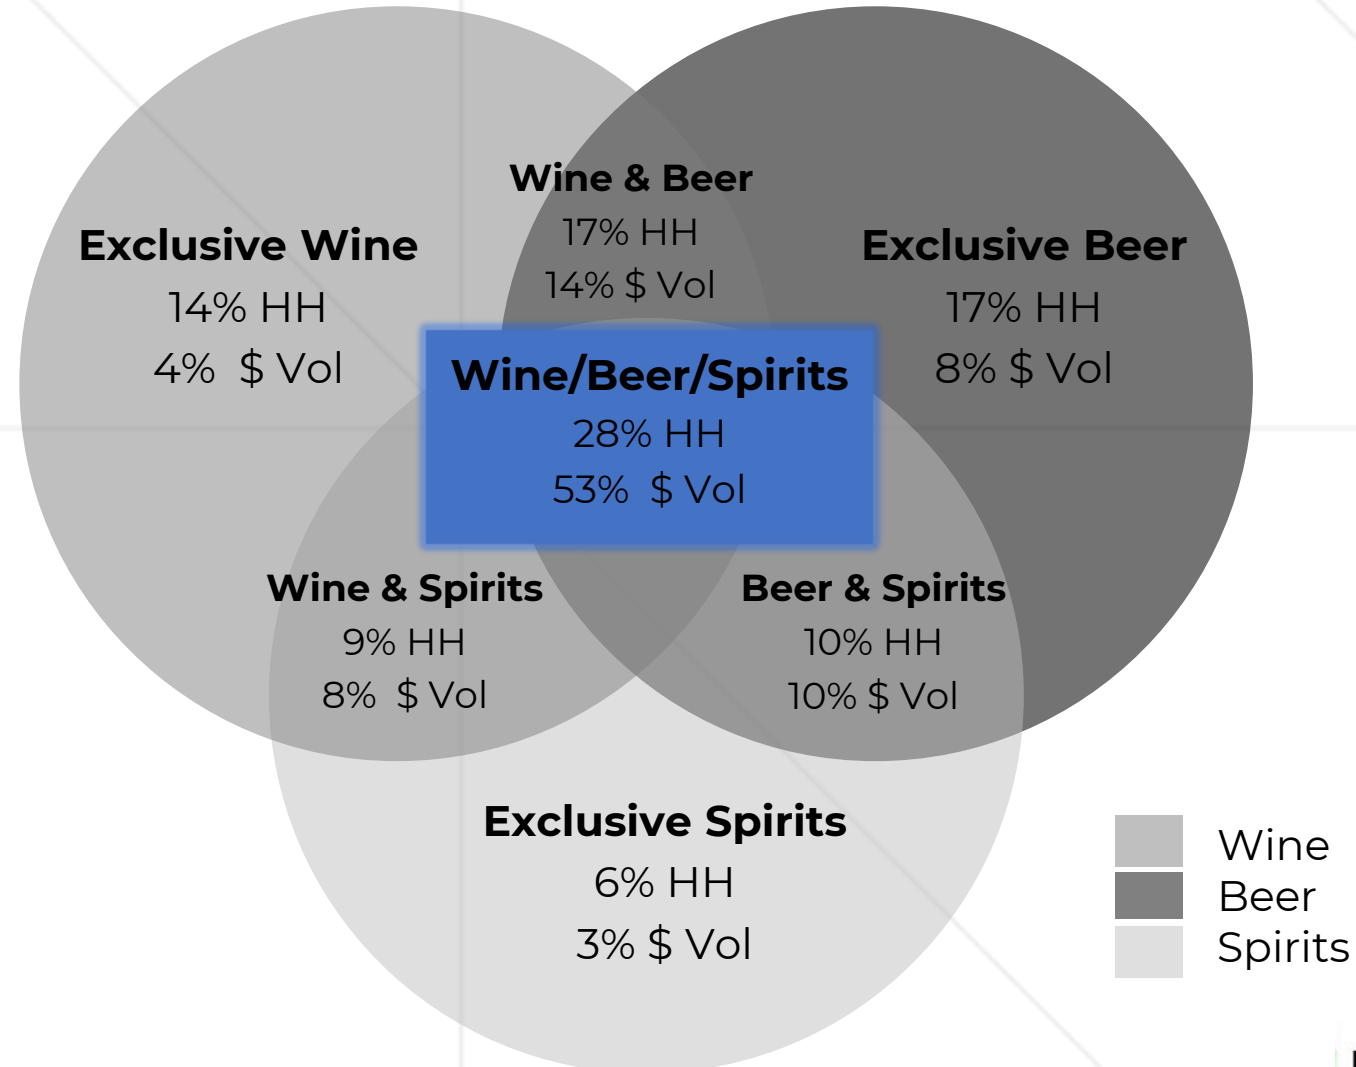 Wine & Beer
17% HH
14% $ Vol
Exclusive Wine
14% HH
4% $ Vol
Exclusive Beer
17% HH
8% $ Vol
Wine/Beer/Spirits
28% HH
53% $ Vol
Wine & Spirits
9% HH
8% $ Vol
Beer & Spirits
10% HH
10% $ Vol
Exclusive Spirits
6% HH
3% $ Vol
Wine
Beer
Spirits